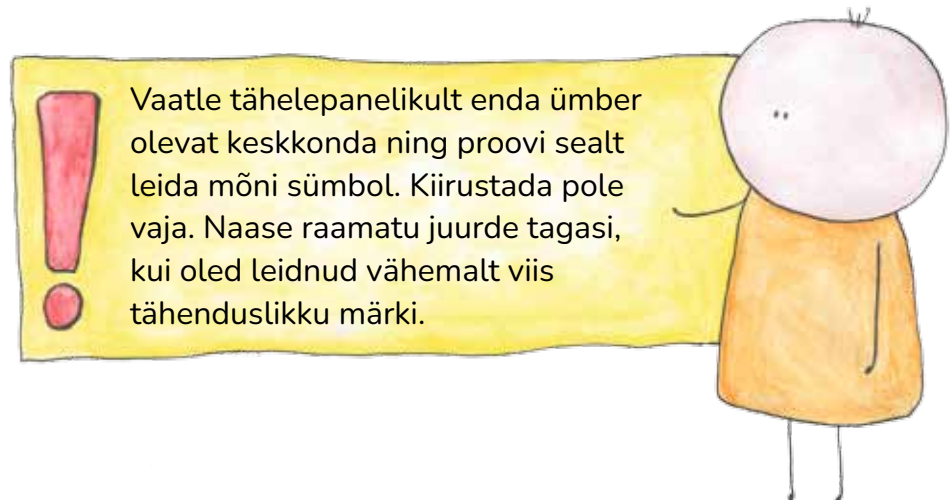 Vaatle tähelepanelikult enda ümber
olevat keskkonda ning proovi sealt
leida mõni sümbol. Kiirustada pole
vaja. Naase raamatu juurde tagasi,
kui oled leidnud vähemalt viis
tähenduslikku märki.